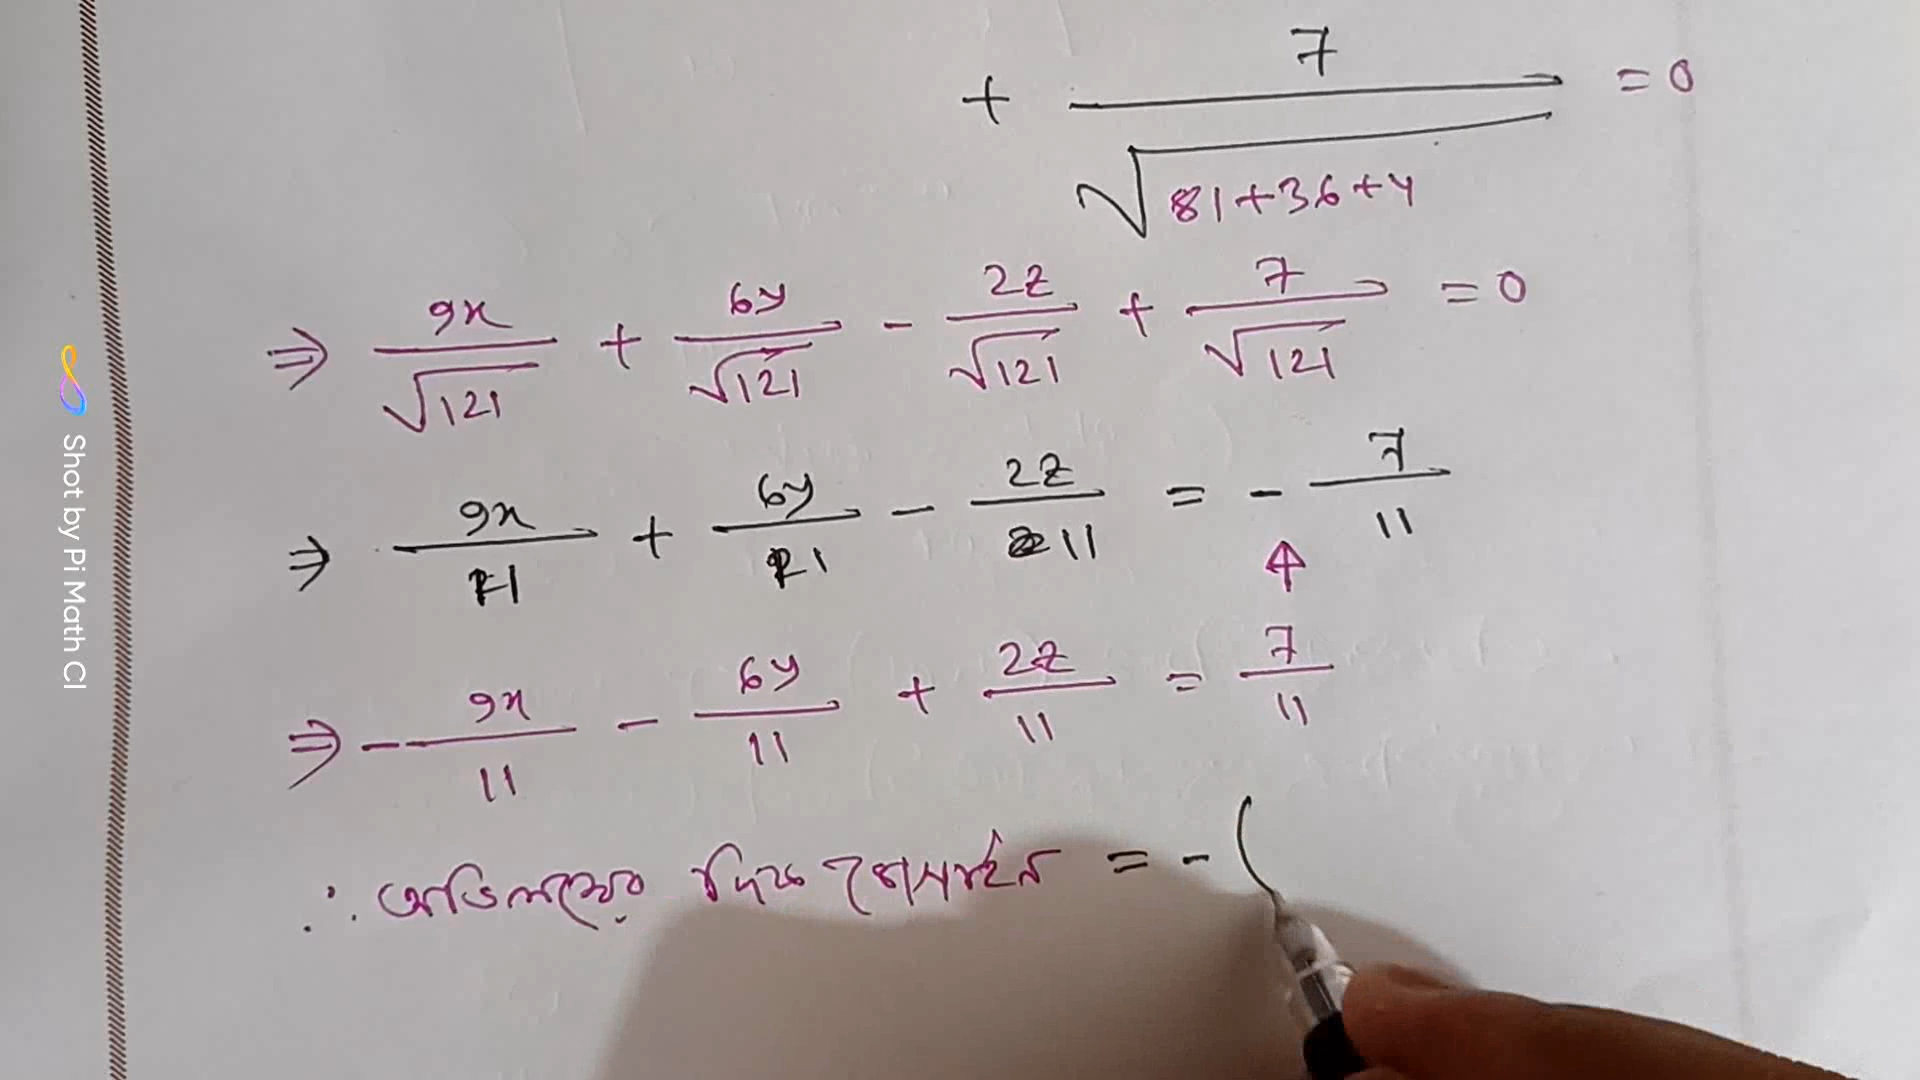 + 7/√(81+36+4) = 0
⇒ 9x/√121 + 6y/√121 - 2z/√121 + 7/√121 = 0
⇒ 9x/11 + 6y/11 - 2z/11 = - 7/11
⇒ - 9x/11 - 6y/11 + 2z/11 = 7/11
∴ অভিলম্বের দিক কোসাইন = - (
Shot by Pi Math Cl